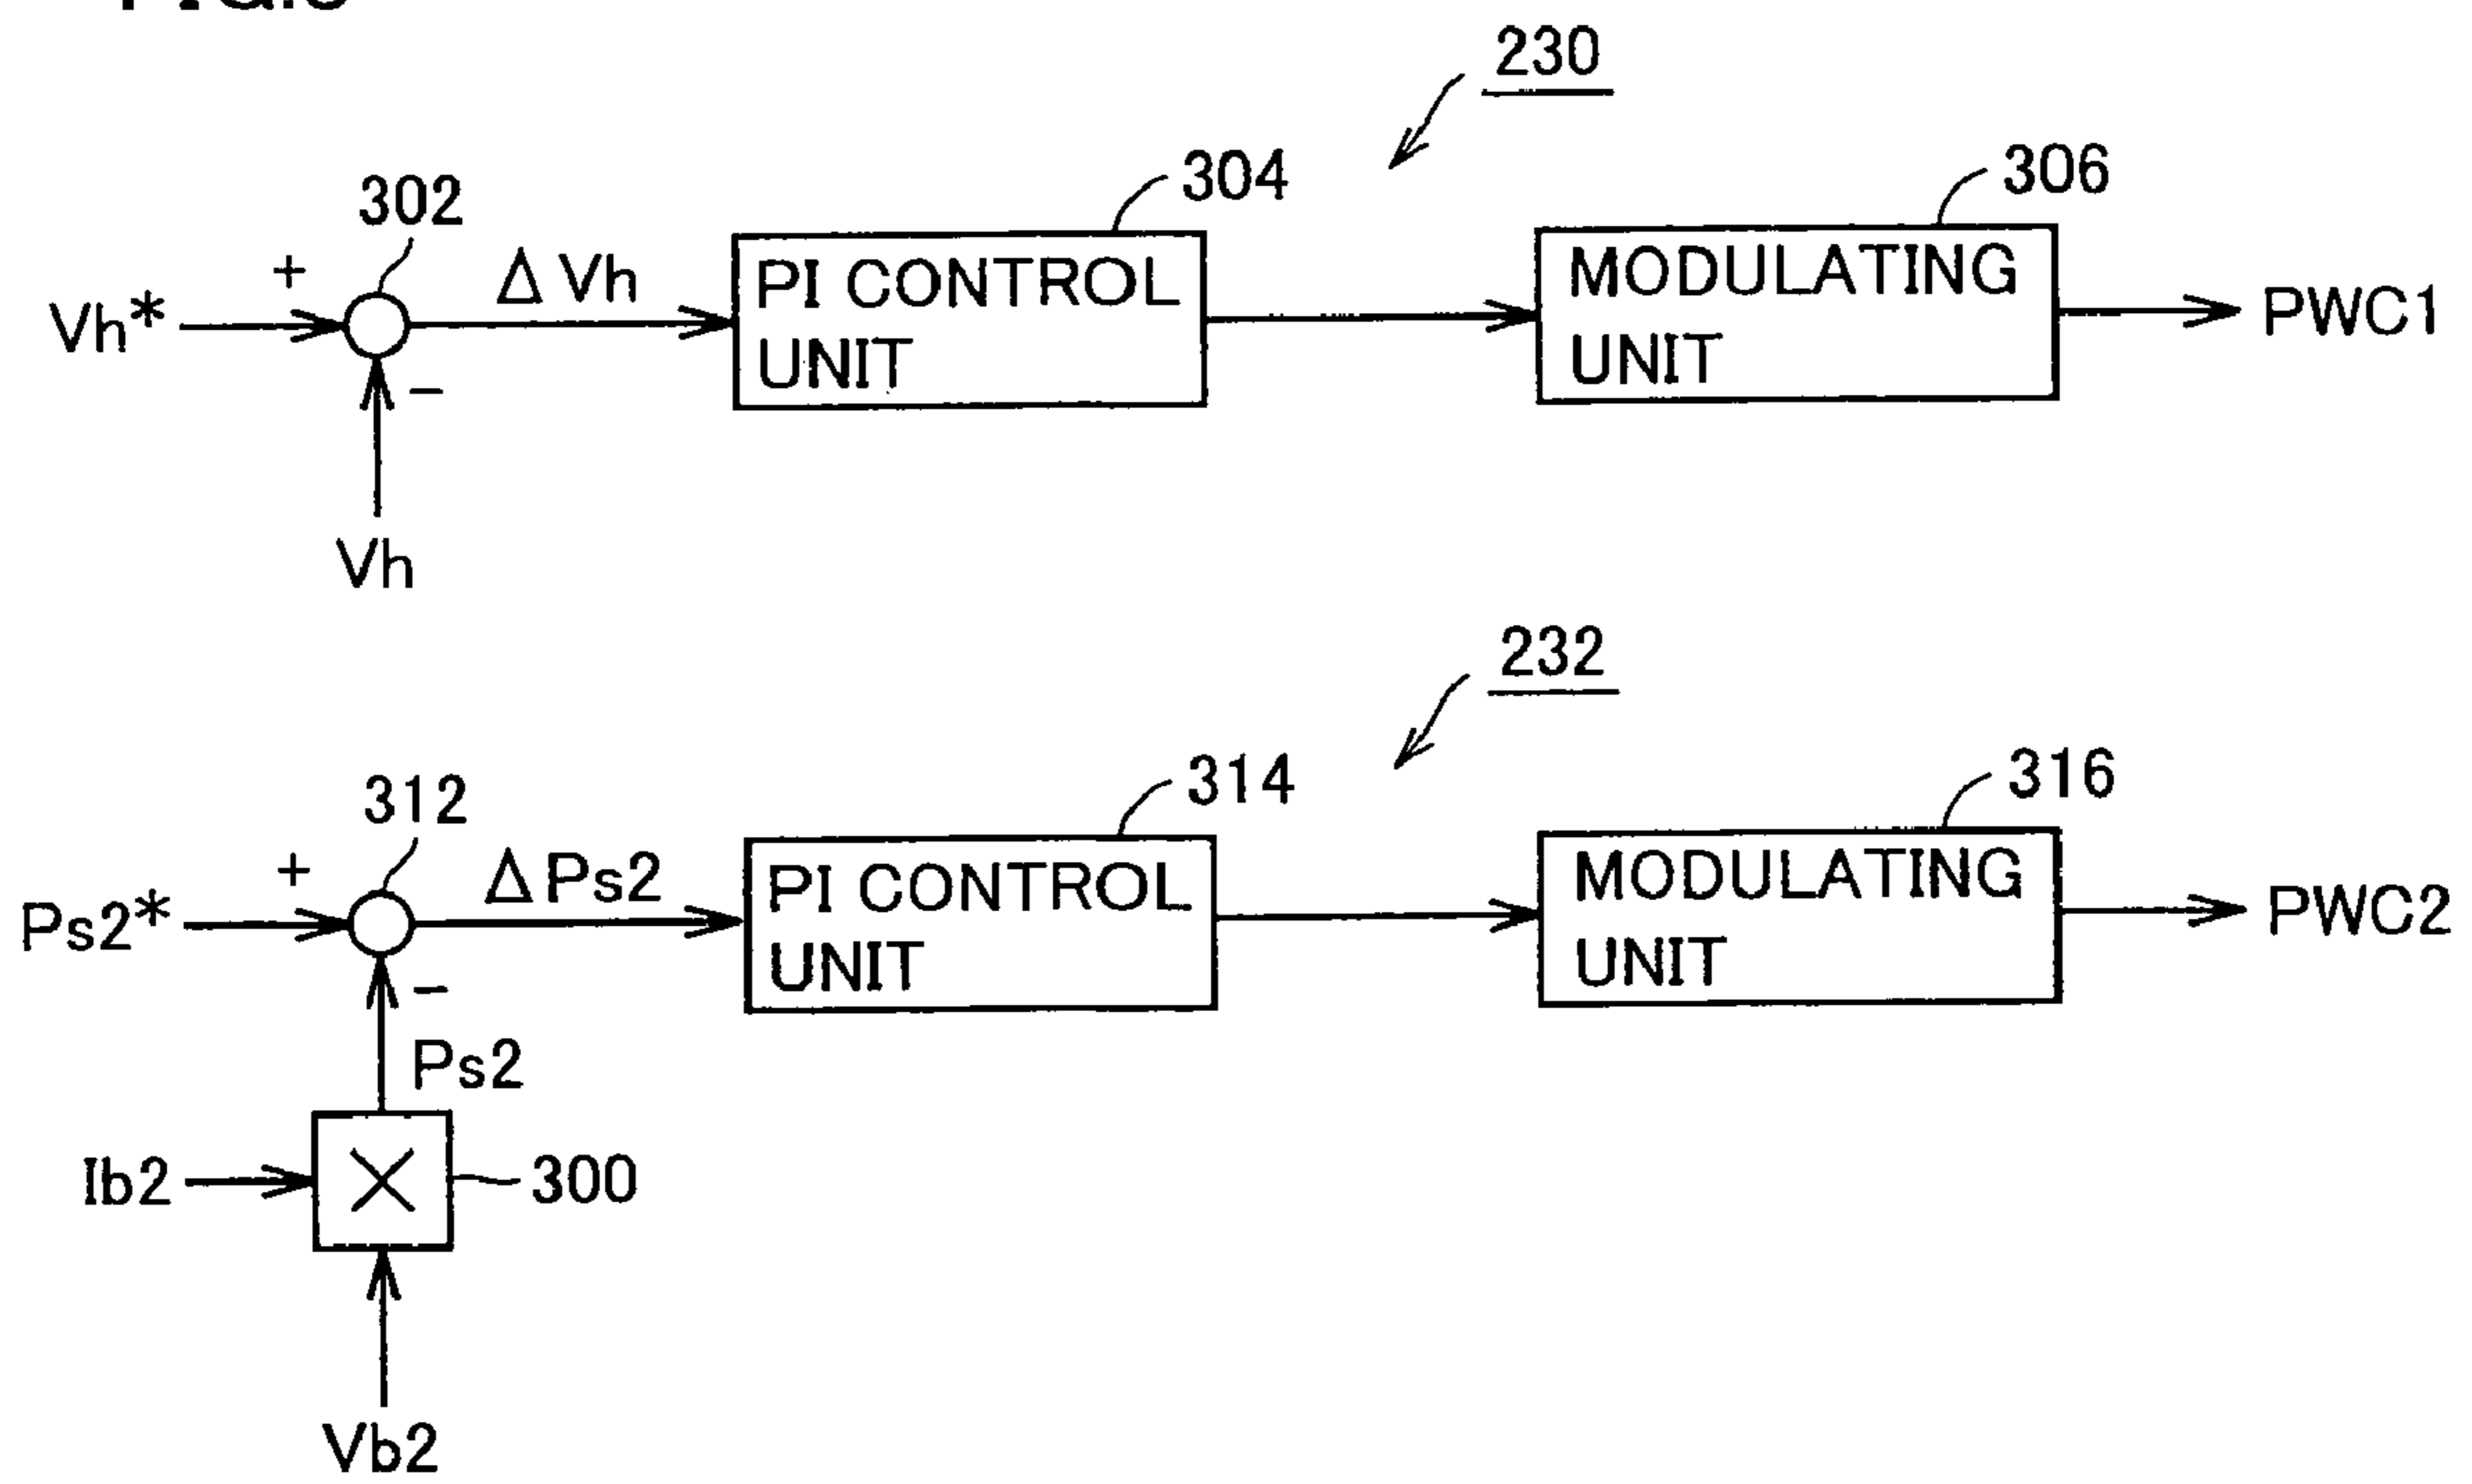 230
302
304
306
+
ΔVh
Vh*
PI CONTROL
UNIT
MODULATING
UNIT
PWC1
−
Vh
232
312
314
316
+
ΔPs2
Ps2*
PI CONTROL
UNIT
MODULATING
UNIT
PWC2
−
Ps2
Ib2
×
300
Vb2